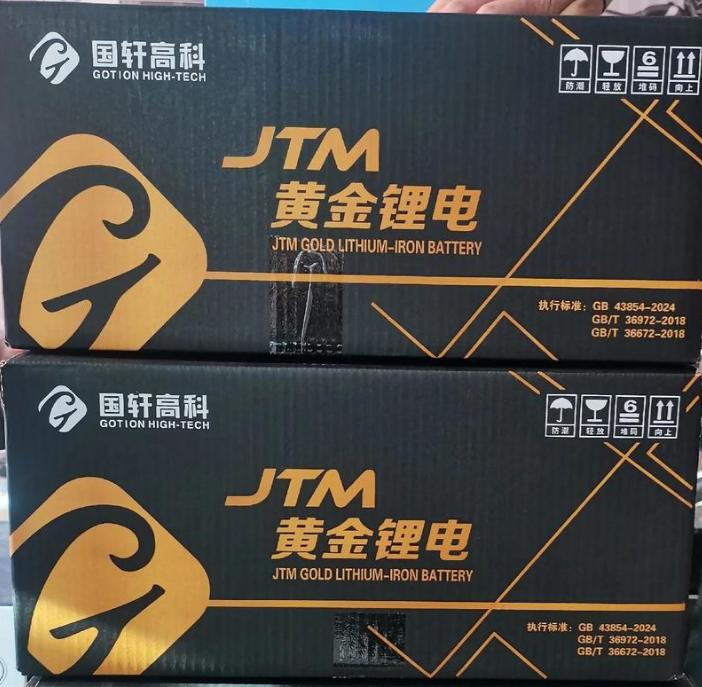 国轩高科
GOTION HIGH-TECH
6
防潮 轻放 堆码 向上
JTM
黄金锂电
JTM GOLD LITHIUM-IRON BATTERY
执行标准：GB 43854-2024
GB/T 36972-2018
GB/T 36672-2018
国轩高科
GOTION HIGH-TECH
6
防潮 轻放 堆码 向上
JTM
黄金锂电
JTM GOLD LITHIUM-IRON BATTERY
执行标准：GB 43854-2024
GB/T 36972-2018
GB/T 36672-2018